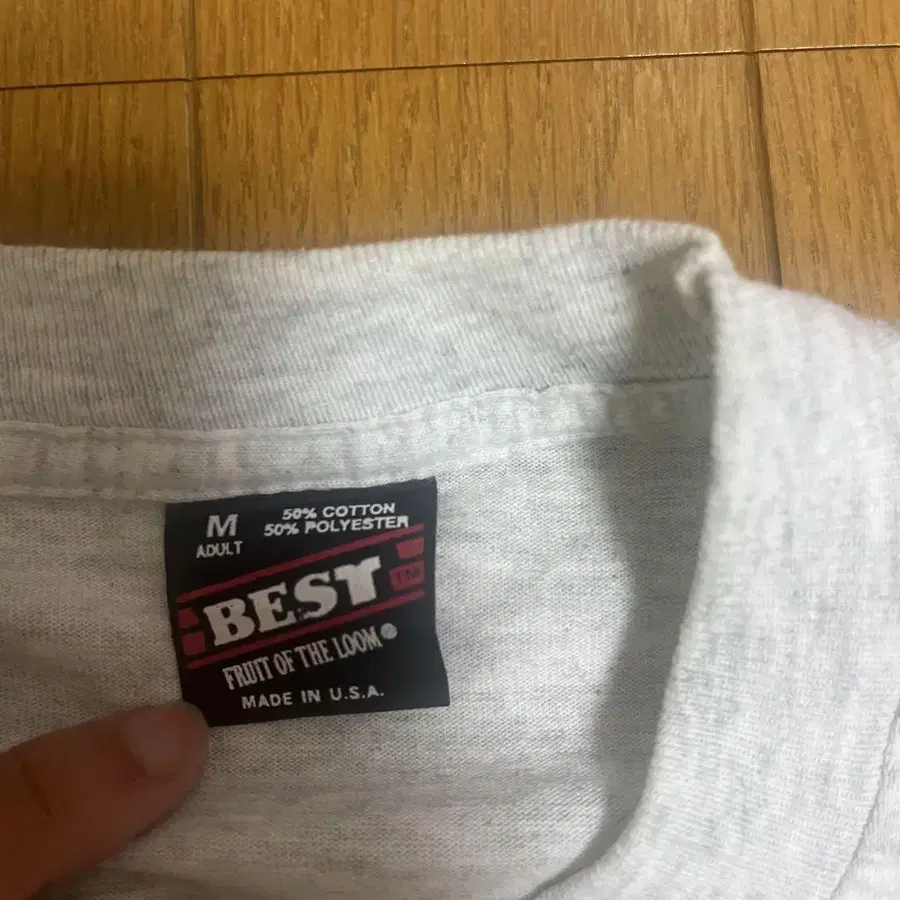 M
ADULT
50% COTTON
50% POLYESTER
BEST
FRUIT OF THE LOOM®
MADE IN U.S.A.